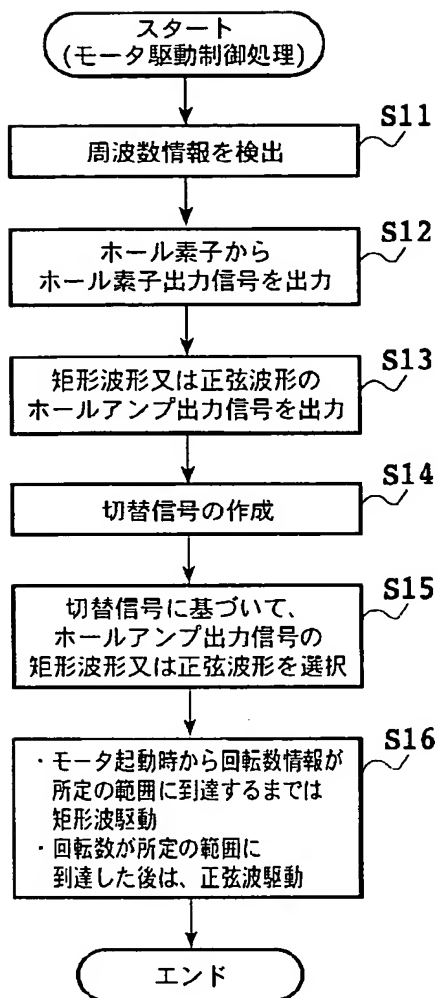 スタート
(モータ駆動制御処理)
S11
周波数情報を検出
S12
ホール素子から
ホール素子出力信号を出力
S13
矩形波形又は正弦波形の
ホールアンプ出力信号を出力
S14
切替信号の作成
S15
切替信号に基づいて、
ホールアンプ出力信号の
矩形波形又は正弦波形を選択
S16
・モータ起動時から回転数情報が
所定の範囲に到達するまでは
矩形波駆動
・回転数が所定の範囲に
到達した後は、正弦波駆動
エンド